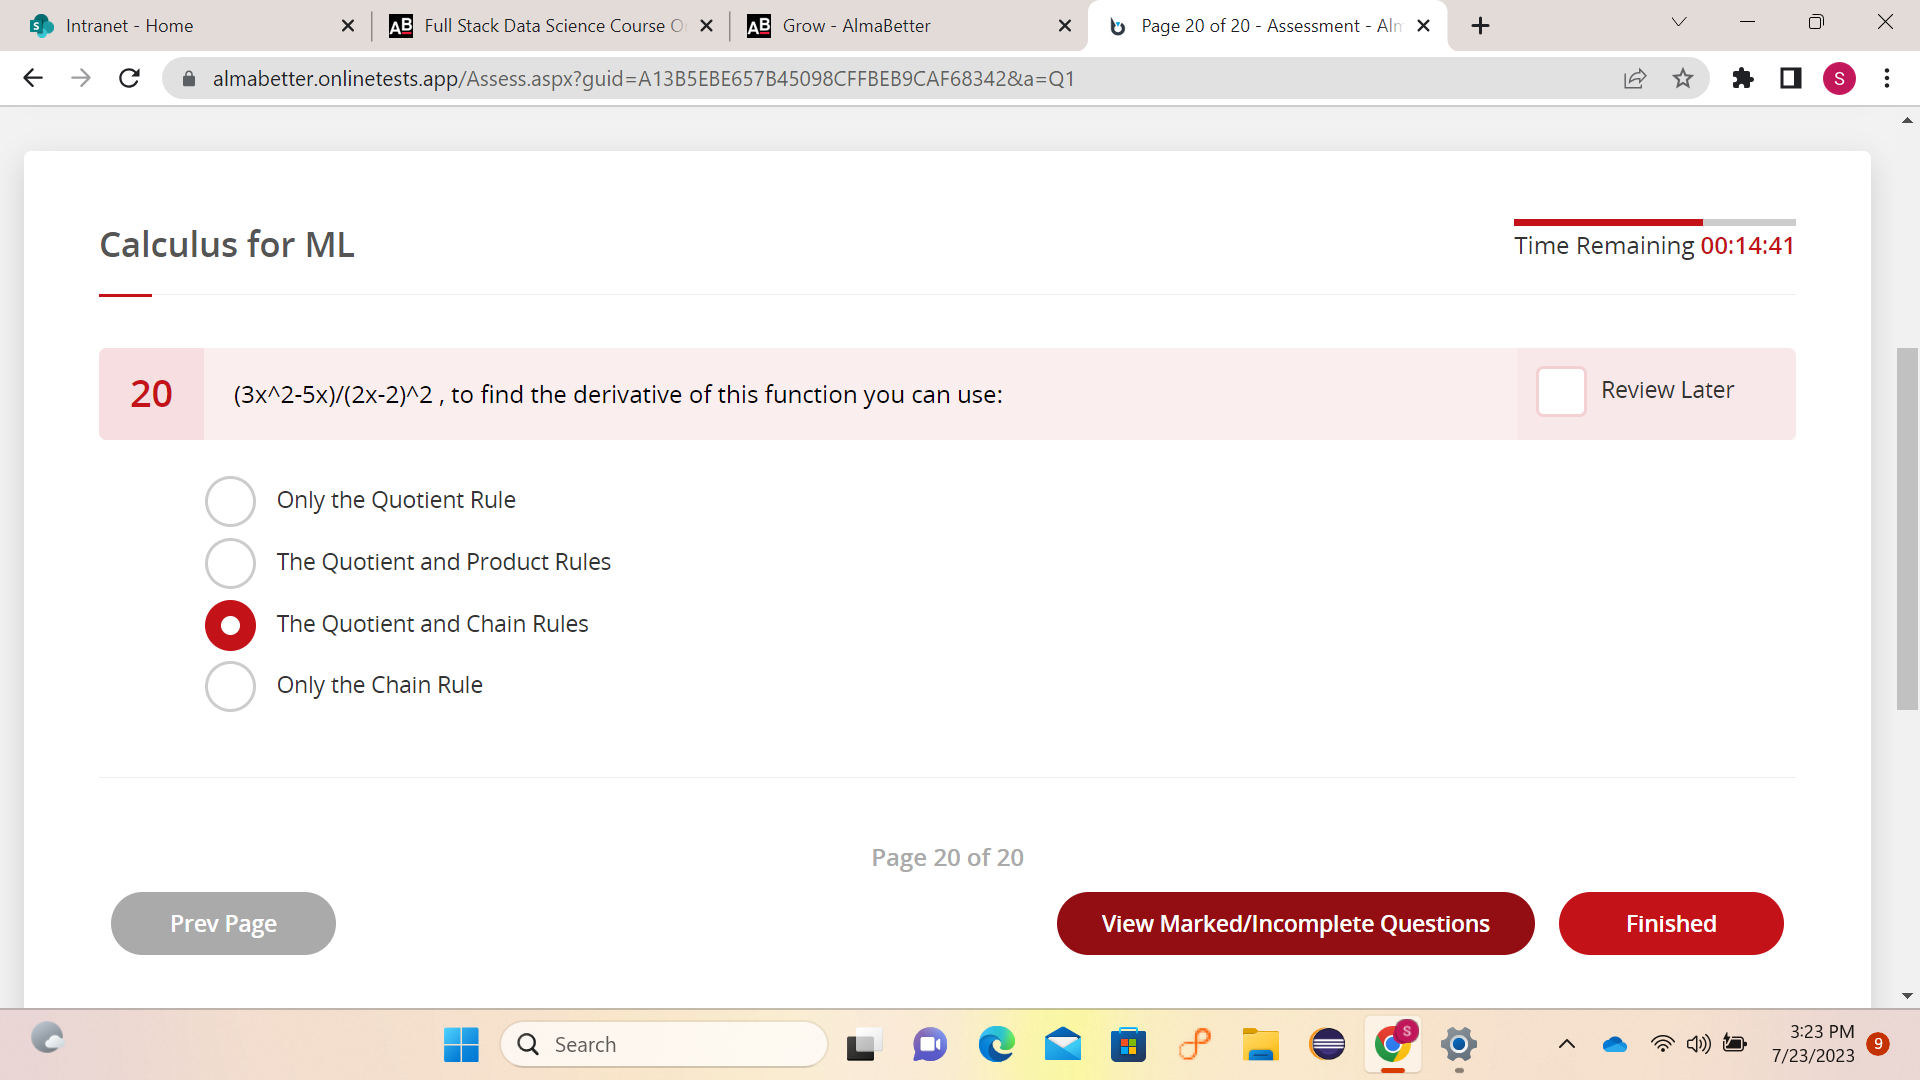 Intranet - Home
AB Full Stack Data Science Course O
AB Grow - AlmaBetter
Page 20 of 20 - Assessment - Alm
almabetter.onlinetests.app/Assess.aspx?guid=A13B5EBE657B45098CFFBEB9CAF68342&a=Q1
S
Calculus for ML
Time Remaining 00:14:41
20 (3x^2-5x)/(2x-2)^2 , to find the derivative of this function you can use:
Review Later
Only the Quotient Rule
The Quotient and Product Rules
The Quotient and Chain Rules
Only the Chain Rule
Page 20 of 20
Prev Page
View Marked/Incomplete Questions
Finished
Search
S
3:23 PM
7/23/2023
9